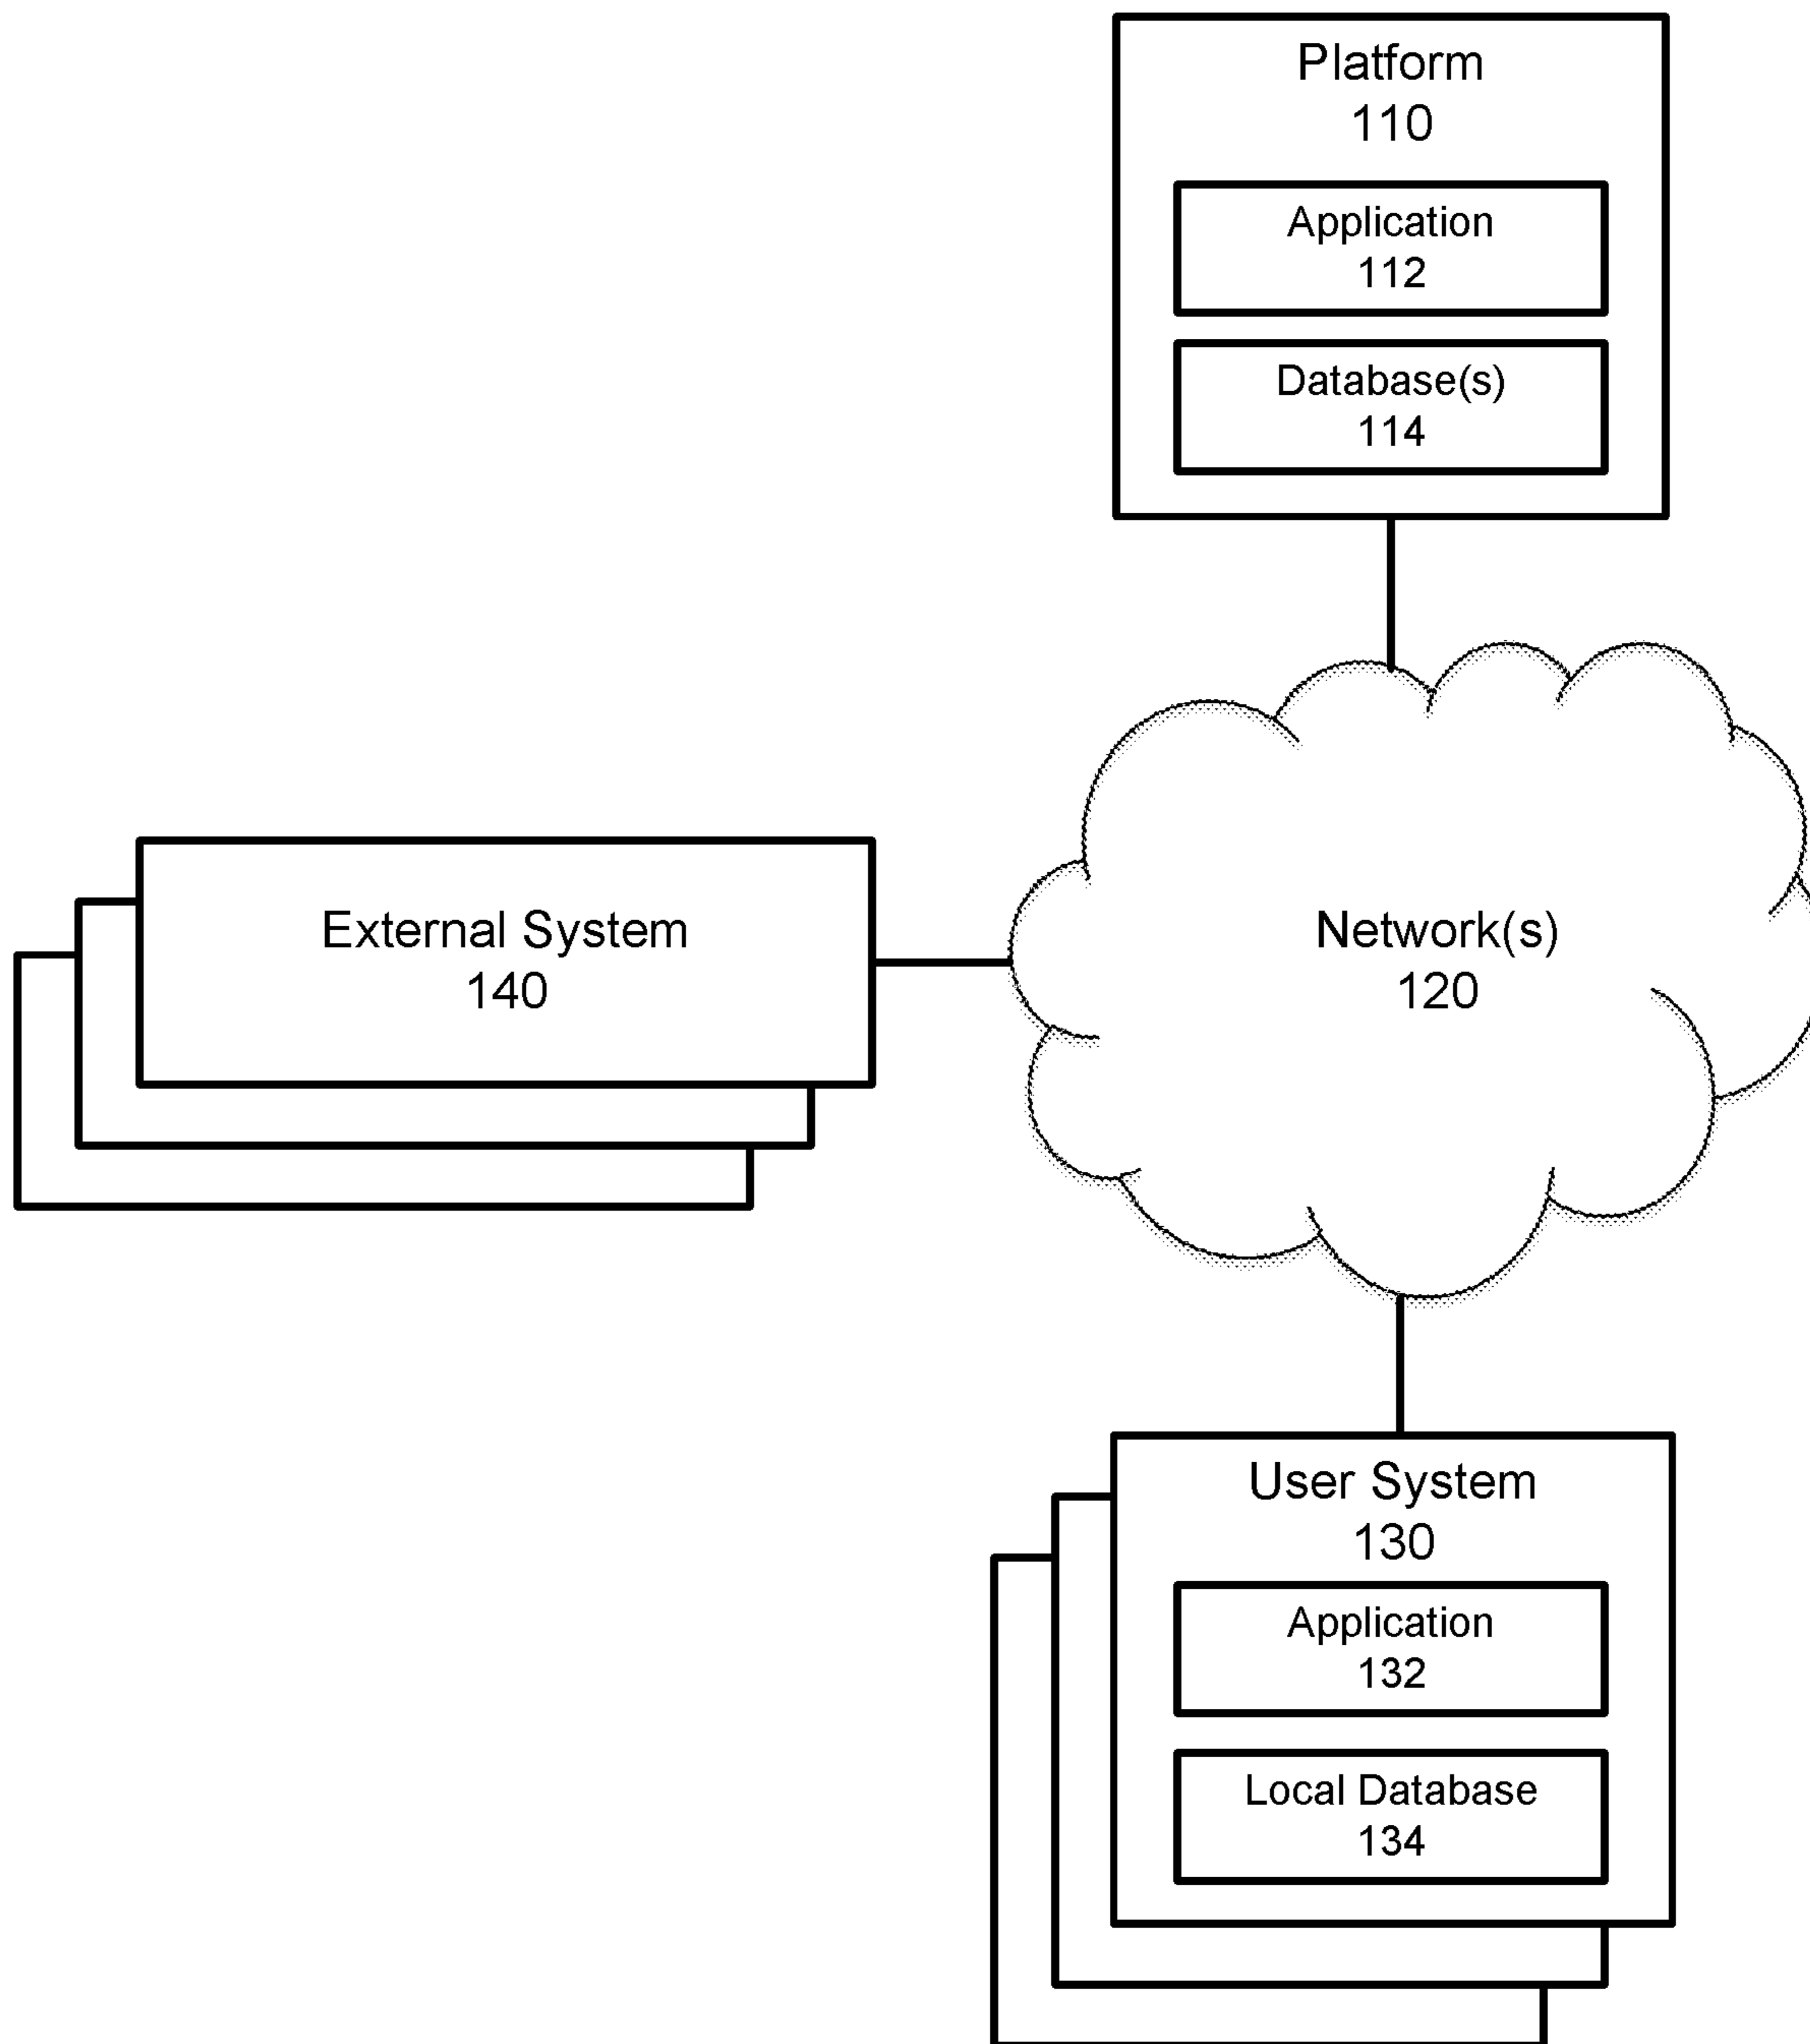 Platform
110
Application
112
Database(s)
114
External System
140
Network(s)
120
User System
130
Application
132
Local Database
134